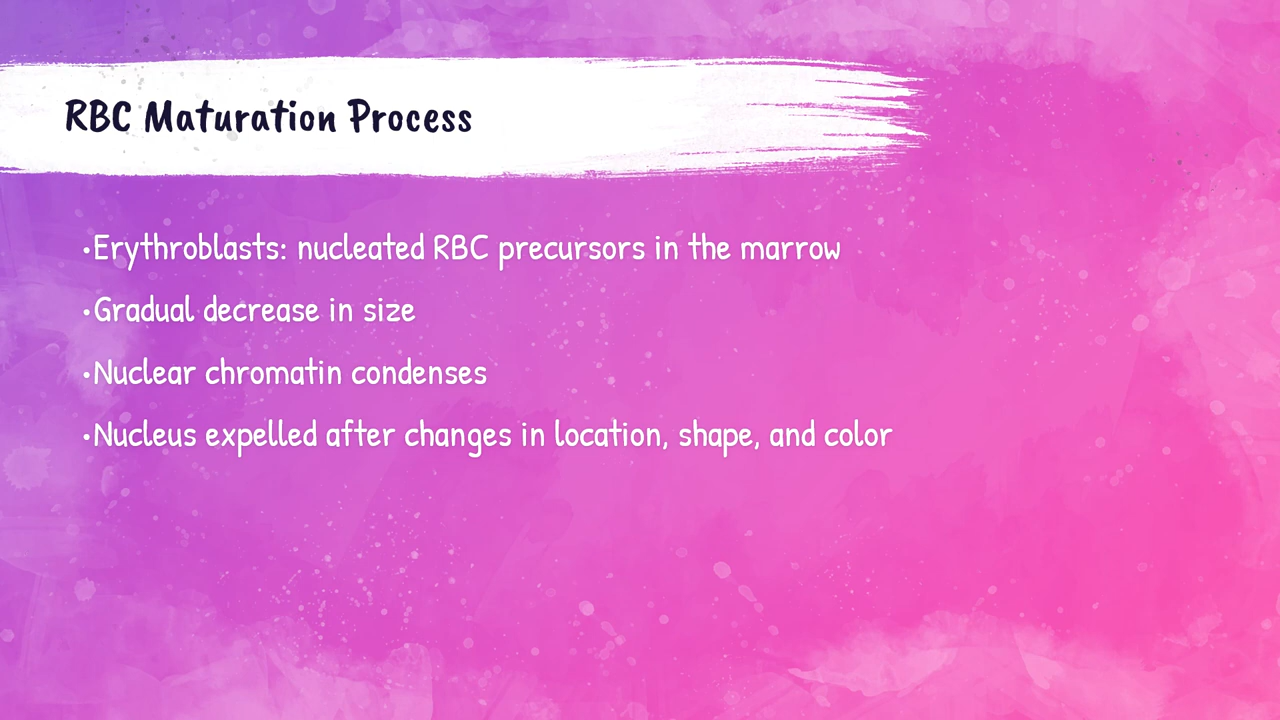 RBC Maturation Process
•Erythroblasts: nucleated RBC precursors in the marrow
•Gradual decrease in size
•Nuclear chromatin condenses
•Nucleus expelled after changes in location, shape, and color